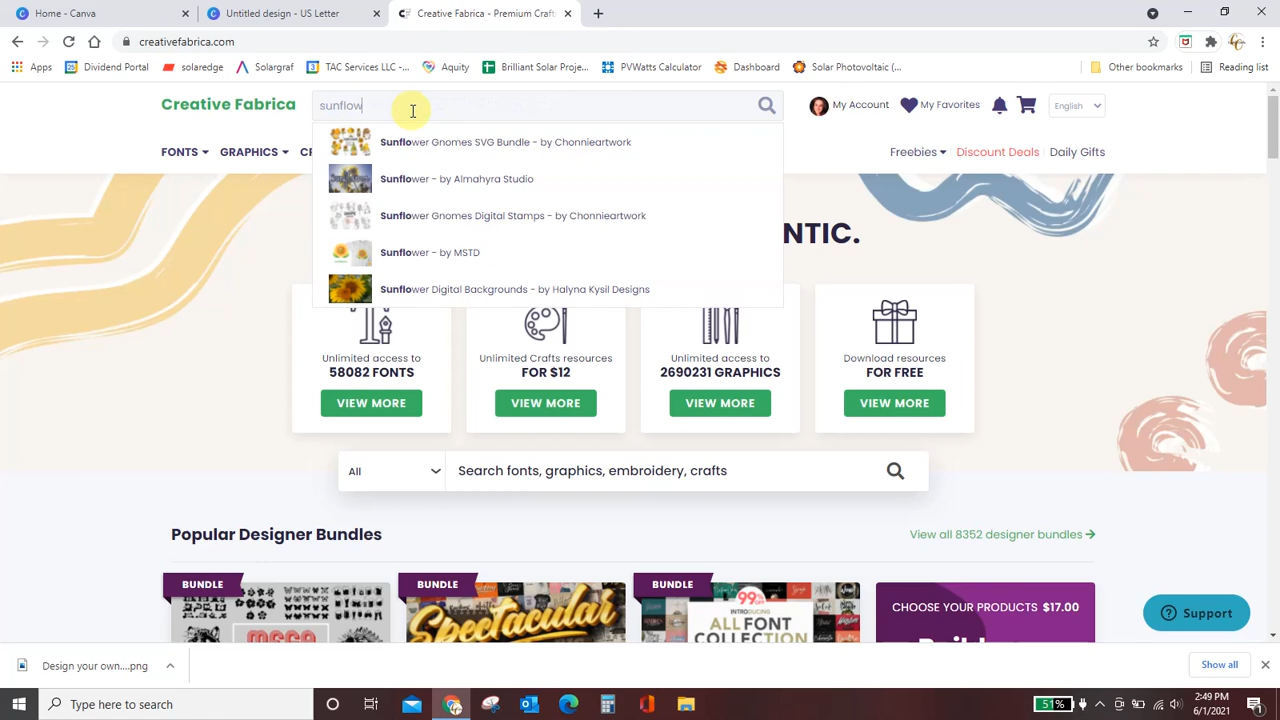 Home - Canva
Untitled design - US Letter
Creative Fabrica - Premium Craft
creativefabrica.com
Apps
Dividend Portal
solaredge
Solargraf
TAC Services LLC -...
Aquity
Brilliant Solar Proje...
PVWatts Calculator
Dashboard
Solar Photovoltaic (...
Other bookmarks
Reading list
Creative Fabrica
sunflow
My Account
My Favorites
English
FONTS
GRAPHICS
CR
Freebies
Discount Deals
Daily Gifts
Sunflower Gnomes SVG Bundle - by Chonnieartwork
Sunflower - by Almahyra Studio
Sunflower Gnomes Digital Stamps - by Chonnieartwork
Sunflower - by MSTD
Sunflower Digital Backgrounds - by Halyna Kysil Designs
NTIC.
Unlimited access to
58082 FONTS
VIEW MORE
Unlimited Crafts resources
FOR $12
VIEW MORE
Unlimited access to
2690231 GRAPHICS
VIEW MORE
Download resources
FOR FREE
VIEW MORE
All
Search fonts, graphics, embroidery, crafts
Popular Designer Bundles
View all 8352 designer bundles
BUNDLE
MEGA
BUNDLE
Spectacular
BUNDLE
99%
INTRODUCING
ALL FONT
COLLECTION
CHOOSE YOUR PRODUCTS $17.00
Support
Design your own....png
Show all
Type here to search
51%
2:49 PM
6/1/2021